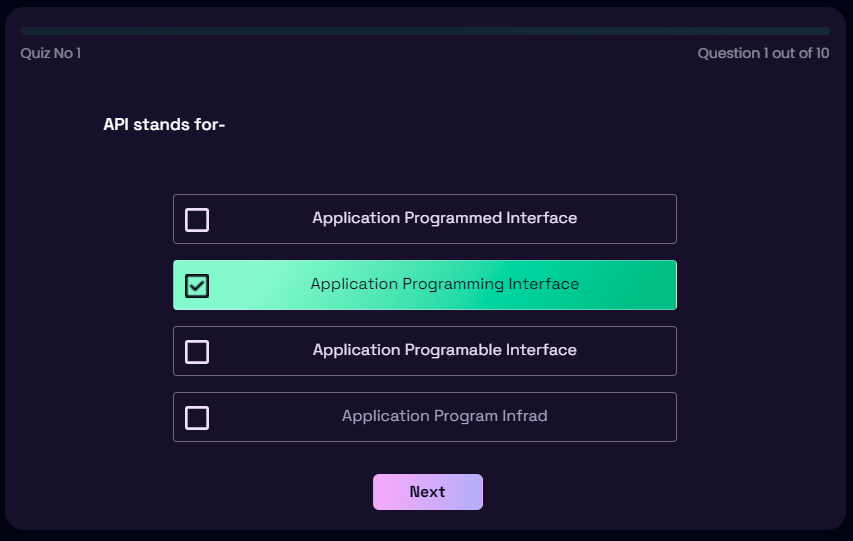 Quiz No 1
Question 1 out of 10
API stands for-
Application Programmed Interface
Application Programming Interface
Application Programable Interface
Application Program Infrad
Next